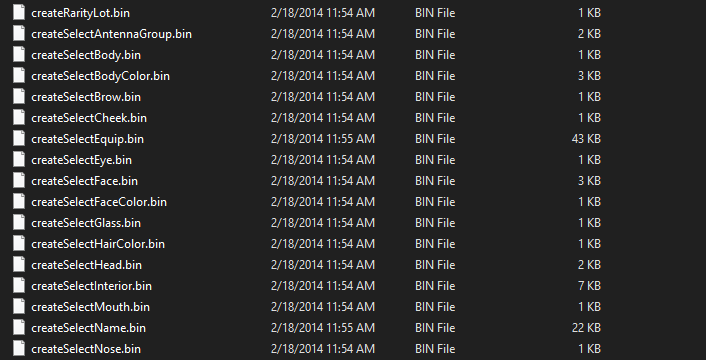 createRarityLot.bin 2/18/2014 11:54 AM BIN File 1 KB
createSelectAntennaGroup.bin 2/18/2014 11:54 AM BIN File 2 KB
createSelectBody.bin 2/18/2014 11:54 AM BIN File 1 KB
createSelectBodyColor.bin 2/18/2014 11:54 AM BIN File 3 KB
createSelectBrow.bin 2/18/2014 11:54 AM BIN File 1 KB
createSelectCheek.bin 2/18/2014 11:54 AM BIN File 1 KB
createSelectEquip.bin 2/18/2014 11:55 AM BIN File 43 KB
createSelectEye.bin 2/18/2014 11:54 AM BIN File 1 KB
createSelectFace.bin 2/18/2014 11:54 AM BIN File 3 KB
createSelectFaceColor.bin 2/18/2014 11:54 AM BIN File 1 KB
createSelectGlass.bin 2/18/2014 11:54 AM BIN File 1 KB
createSelectHairColor.bin 2/18/2014 11:54 AM BIN File 1 KB
createSelectHead.bin 2/18/2014 11:54 AM BIN File 2 KB
createSelectInterior.bin 2/18/2014 11:54 AM BIN File 7 KB
createSelectMouth.bin 2/18/2014 11:54 AM BIN File 1 KB
createSelectName.bin 2/18/2014 11:55 AM BIN File 22 KB
createSelectNose.bin 2/18/2014 11:54 AM BIN File 1 KB